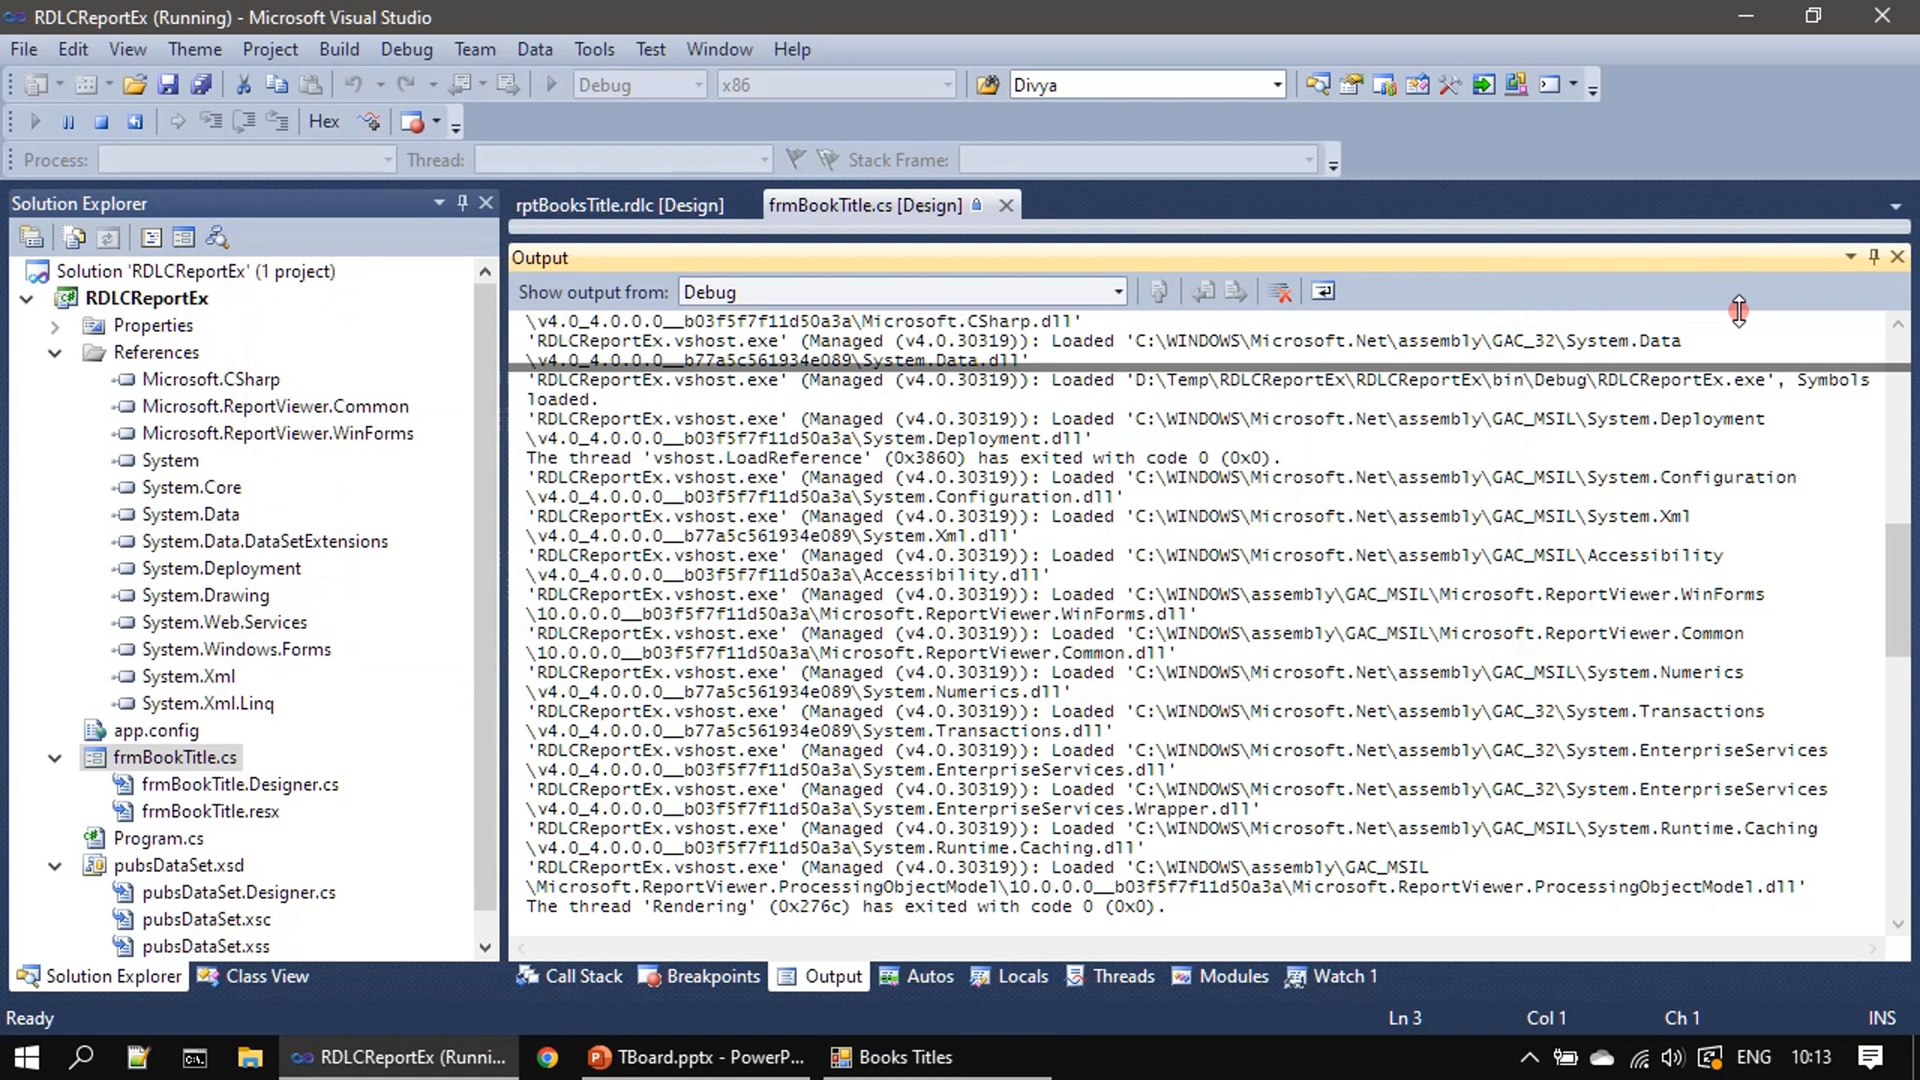 RDLCReportEx (Running) - Microsoft Visual Studio
File Edit View Theme Project Build Debug Team Data Tools Test Window Help
Debug x86 Divya
Hex
Process: Thread: Stack Frame:
Solution Explorer
Solution 'RDLCReportEx' (1 project)
RDLCReportEx
Properties
References
Microsoft.CSharp
Microsoft.ReportViewer.Common
Microsoft.ReportViewer.WinForms
System
System.Core
System.Data
System.Data.DataSetExtensions
System.Deployment
System.Drawing
System.Web.Services
System.Windows.Forms
System.Xml
System.Xml.Linq
app.config
frmBookTitle.cs
frmBookTitle.Designer.cs
frmBookTitle.resx
Program.cs
pubsDataSet.xsd
pubsDataSet.Designer.cs
pubsDataSet.xsc
pubsDataSet.xss
Solution Explorer Class View
rptBooksTitle.rdlc [Design] frmBookTitle.cs [Design]
Output
Show output from: Debug
\v4.0_4.0.0.0__b03f5f7f11d50a3a\Microsoft.CSharp.dll'
'RDLCReportEx.vshost.exe' (Managed (v4.0.30319)): Loaded 'C:\WINDOWS\Microsoft.Net\assembly\GAC_32\System.Data
\v4.0_4.0.0.0__b77a5c561934e089\System.Data.dll'
'RDLCReportEx.vshost.exe' (Managed (v4.0.30319)): Loaded 'D:\Temp\RDLCReportEx\RDLCReportEx\bin\Debug\RDLCReportEx.exe', Symbols
loaded.
'RDLCReportEx.vshost.exe' (Managed (v4.0.30319)): Loaded 'C:\WINDOWS\Microsoft.Net\assembly\GAC_MSIL\System.Deployment
\v4.0_4.0.0.0__b03f5f7f11d50a3a\System.Deployment.dll'
The thread 'vshost.LoadReference' (0x3860) has exited with code 0 (0x0).
'RDLCReportEx.vshost.exe' (Managed (v4.0.30319)): Loaded 'C:\WINDOWS\Microsoft.Net\assembly\GAC_MSIL\System.Configuration
\v4.0_4.0.0.0__b03f5f7f11d50a3a\System.Configuration.dll'
'RDLCReportEx.vshost.exe' (Managed (v4.0.30319)): Loaded 'C:\WINDOWS\Microsoft.Net\assembly\GAC_MSIL\System.Xml
\v4.0_4.0.0.0__b77a5c561934e089\System.Xml.dll'
'RDLCReportEx.vshost.exe' (Managed (v4.0.30319)): Loaded 'C:\WINDOWS\Microsoft.Net\assembly\GAC_MSIL\Accessibility
\v4.0_4.0.0.0__b03f5f7f11d50a3a\Accessibility.dll'
'RDLCReportEx.vshost.exe' (Managed (v4.0.30319)): Loaded 'C:\WINDOWS\assembly\GAC_MSIL\Microsoft.ReportViewer.WinForms
\10.0.0.0__b03f5f7f11d50a3a\Microsoft.ReportViewer.WinForms.dll'
'RDLCReportEx.vshost.exe' (Managed (v4.0.30319)): Loaded 'C:\WINDOWS\assembly\GAC_MSIL\Microsoft.ReportViewer.Common
\10.0.0.0__b03f5f7f11d50a3a\Microsoft.ReportViewer.Common.dll'
'RDLCReportEx.vshost.exe' (Managed (v4.0.30319)): Loaded 'C:\WINDOWS\Microsoft.Net\assembly\GAC_MSIL\System.Numerics
\v4.0_4.0.0.0__b77a5c561934e089\System.Numerics.dll'
'RDLCReportEx.vshost.exe' (Managed (v4.0.30319)): Loaded 'C:\WINDOWS\Microsoft.Net\assembly\GAC_32\System.Transactions
\v4.0_4.0.0.0__b77a5c561934e089\System.Transactions.dll'
'RDLCReportEx.vshost.exe' (Managed (v4.0.30319)): Loaded 'C:\WINDOWS\Microsoft.Net\assembly\GAC_32\System.EnterpriseServices
\v4.0_4.0.0.0__b03f5f7f11d50a3a\System.EnterpriseServices.dll'
'RDLCReportEx.vshost.exe' (Managed (v4.0.30319)): Loaded 'C:\WINDOWS\Microsoft.Net\assembly\GAC_32\System.EnterpriseServices
\v4.0_4.0.0.0__b03f5f7f11d50a3a\System.EnterpriseServices.Wrapper.dll'
'RDLCReportEx.vshost.exe' (Managed (v4.0.30319)): Loaded 'C:\WINDOWS\Microsoft.Net\assembly\GAC_MSIL\System.Runtime.Caching
\v4.0_4.0.0.0__b03f5f7f11d50a3a\System.Runtime.Caching.dll'
'RDLCReportEx.vshost.exe' (Managed (v4.0.30319)): Loaded 'C:\WINDOWS\assembly\GAC_MSIL
\Microsoft.ReportViewer.ProcessingObjectModel\10.0.0.0__b03f5f7f11d50a3a\Microsoft.ReportViewer.ProcessingObjectModel.dll'
The thread 'Rendering' (0x276c) has exited with code 0 (0x0).
Call Stack Breakpoints Output Autos Locals Threads Modules Watch 1
Ready Ln 3 Col 1 Ch 1 INS
RDLCReportEx (Runni... TBoard.pptx - PowerP... Books Titles ENG 10:13